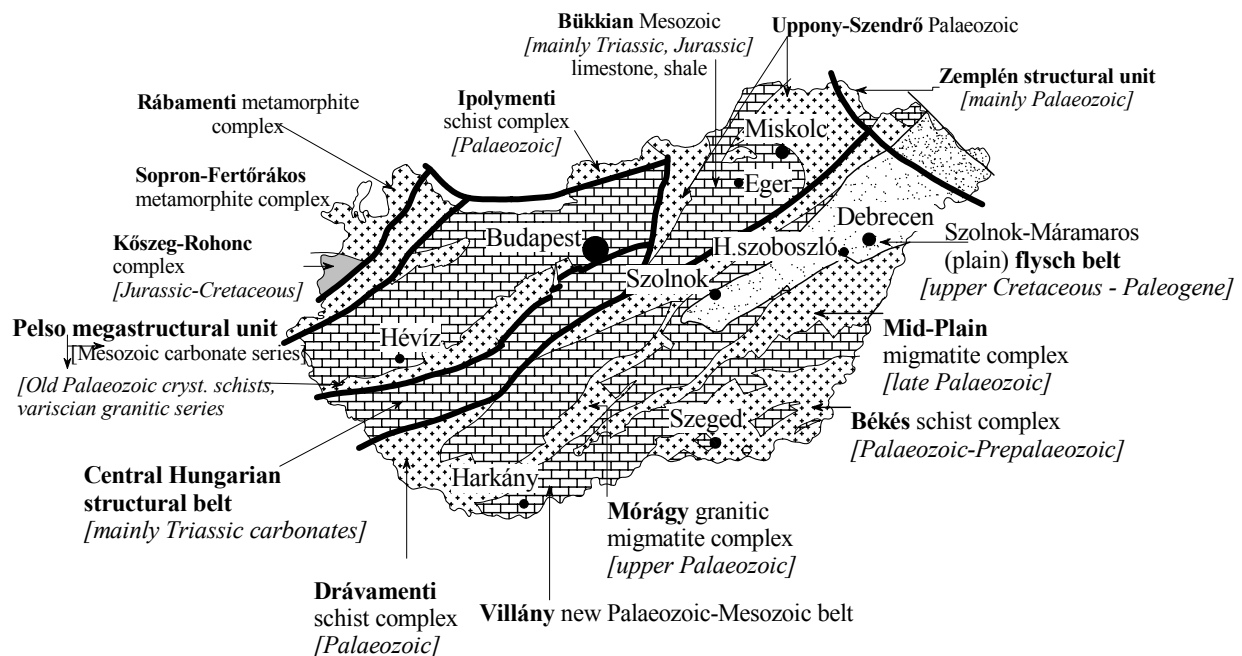 Bükkian Mesozoic
[mainly Triassic, Jurassic]
limestone, shale
Uppony-Szendrő Palaeozoic
Zemplén structural unit
[mainly Palaeozoic]
Rábamenti metamorphite
complex
Ipolymenti
schist complex
[Palaeozoic]
Sopron-Fertőrákos
metamorphite complex
Kőszeg-Rohonc
complex
[Jurassic-Cretaceous]
Pelso megastructural unit
[Mesozoic carbonate series
[Old Palaeozoic cryst. schists,
variscian granitic series
Miskolc
Eger
Budapest
Debrecen
H.szoboszló
Szolnok
Hévíz
Szeged
Harkány
Szolnok-Máramaros
(plain) flysch belt
[upper Cretaceous - Paleogene]
Mid-Plain
migmatite complex
[late Palaeozoic]
Békés schist complex
[Palaeozoic-Prepalaeozoic]
Central Hungarian
structural belt
[mainly Triassic carbonates]
Mórágy granitic
migmatite complex
[upper Palaeozoic]
Drávamenti
schist complex
[Palaeozoic]
Villány new Palaeozoic-Mesozoic belt